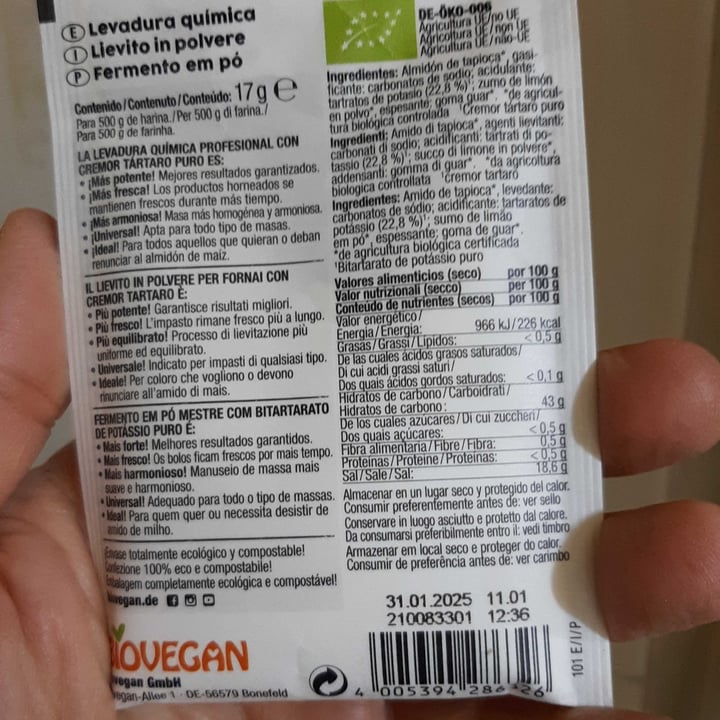 E Levadura química
I Lievito in polvere
P Fermento em pó
Contenido/Contenuto/Conteúdo: 17 g e
Para 500 g de harina./Per 500 g di farina./
Para 500 g de farinha.
LA LEVADURA QUÍMICA PROFESIONAL CON
CREMOR TÁRTARO PURO ES:
• ¡Más potente! Mejores resultados garantizados.
• ¡Más fresca! Los productos horneados se
mantienen frescos durante más tiempo.
• ¡Más armoniosa! Masa más homogénea y armoniosa.
• ¡Universal! Apta para todo tipo de masas.
• ¡Ideal! Para todos aquellos que quieran o deban
renunciar al almidón de maíz.
IL LIEVITO IN POLVERE PER FORNAI CON
CREMOR TARTARO È:
• Più potente! Garantisce risultati migliori.
• Più fresco! L'impasto rimane fresco più a lungo.
• Più equilibrato! Processo di lievitazione più
uniforme ed equilibrato.
• Universale! Indicato per impasti di qualsiasi tipo.
• Ideale! Per coloro che vogliono o devono
rinunciare all'amido di mais.
FERMENTO EM PÓ MESTRE COM BITARTARATO
DE POTÁSSIO PURO É:
• Mais forte! Melhores resultados garantidos.
• Mais fresco! Os bolos ficam frescos por mais tempo.
• Mais harmonioso! Manuseio de massa mais
suave e harmonioso.
• Universal! Adequado para todo o tipo de massas.
• Ideal! Para quem quer ou necessita desistir de
amido de milho.
totalmente ecológico y compostable!
100% eco e compostabile!
completamente ecológica e compostável!
.de
BIOVEGAN
GmbH
-Allee 1 · DE-56579 Bonefeld
DE-ÖKO-006
Agricultura UE/no UE
Agricoltura UE/non UE
Agricultura UE/não-UE
Ingredientes: Almidón de tapioca*, gasi-
ficante: carbonatos de sodio; acidulante:
tartratos de potasio (22,8 %)¹; zumo de limón
en polvo*, espesante: goma guar*. *de agricul-
tura biológica controlada ¹Cremor tártaro puro
Ingredienti: Amido di tapioca*, agenti lievitanti:
carbonati di sodio; acidificanti: tartrati di po-
tassio (22,8 %)¹; succo di limone in polvere*,
addensanti: gomma di guar*. *da agricoltura
biologica controllata ¹cremor tartaro
Ingredientes: Amido de tapioca*, levedante:
carbonatos de sódio; acidificante: tartaratos de
potássio (22,8 %)¹; sumo de limão
em pó*, espessante: goma de guar*.
*de agricultura biológica certificada
¹Bitartarato de potássio puro
Valores alimenticios (seco) por 100 g
Valori nutrizionali (secco) per 100 g
Conteúdo de nutrientes (secos) por 100 g
Valor energético/
Energia/Energia: 966 kJ/226 kcal
Grasas/Grassi/Lípidos: < 0,5 g
De las cuales ácidos grasos saturados/
Di cui acidi grassi saturi/
Dos quais ácidos gordos saturados: <0,1 g
Hidratos de carbono/Carboidrati/
Hidratos de carbono: 43 g
De los cuales azúcares/Di cui zuccheri/
Dos quais açúcares: <0,5 g
Fibra alimentaria/Fibre/Fibra: 0,5 g
Proteínas/Proteine/Proteínas: <0,5 g
Sal/Sale/Sal: 18,6 g
Almacenar en un lugar seco y protegido del calor.
Consumir preferentemente antes de: ver sello
Conservare in luogo asciutto e protetto dal calore.
Da consumarsi preferibilmente entro il: vedi timbro
Armazenar em local seco e proteger do calor.
Consumir de preferência antes de: ver carimbo
31.01.2025 11.01
210083301 12:36
4 005394 286 26
101 E/I/P